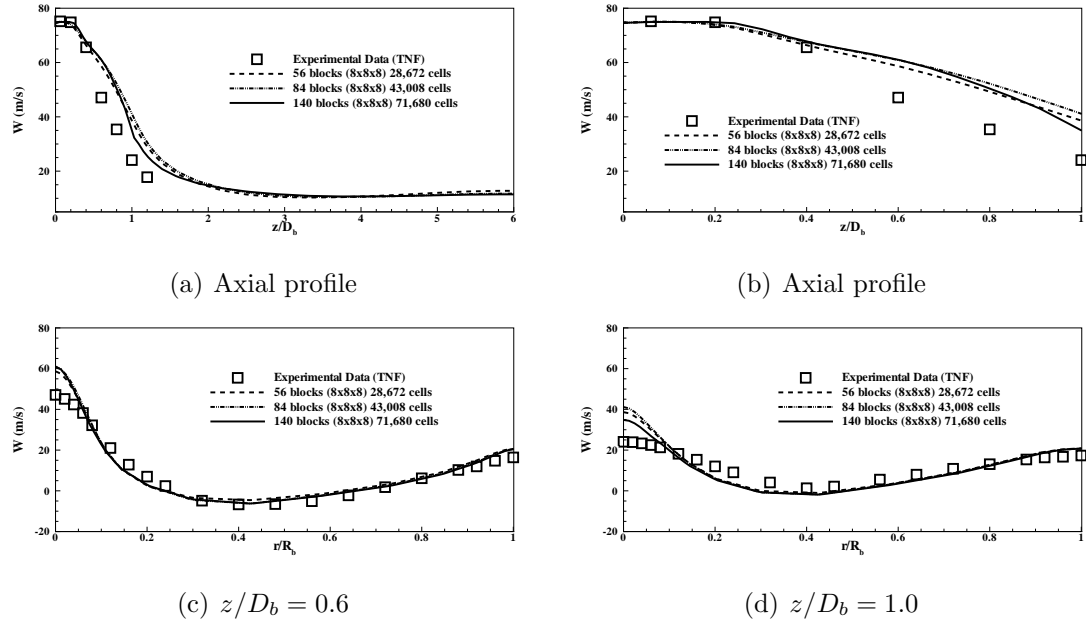 80
60
40
20
W (m/s)
0 1 2 3 4 5 6
z/D_b
Experimental Data (TNF)
56 blocks (8x8x8) 28,672 cells
84 blocks (8x8x8) 43,008 cells
140 blocks (8x8x8) 71,680 cells
(a) Axial profile
80
60
40
20
W (m/s)
0 0.2 0.4 0.6 0.8 1
z/D_b
Experimental Data (TNF)
56 blocks (8x8x8) 28,672 cells
84 blocks (8x8x8) 43,008 cells
140 blocks (8x8x8) 71,680 cells
(b) Axial profile
80
60
40
20
0
-20
W (m/s)
0 0.2 0.4 0.6 0.8 1
r/R_b
Experimental Data (TNF)
56 blocks (8x8x8) 28,672 cells
84 blocks (8x8x8) 43,008 cells
140 blocks (8x8x8) 71,680 cells
(c) z/D_b = 0.6
80
60
40
20
0
-20
W (m/s)
0 0.2 0.4 0.6 0.8 1
r/R_b
Experimental Data (TNF)
56 blocks (8x8x8) 28,672 cells
84 blocks (8x8x8) 43,008 cells
140 blocks (8x8x8) 71,680 cells
(d) z/D_b = 1.0